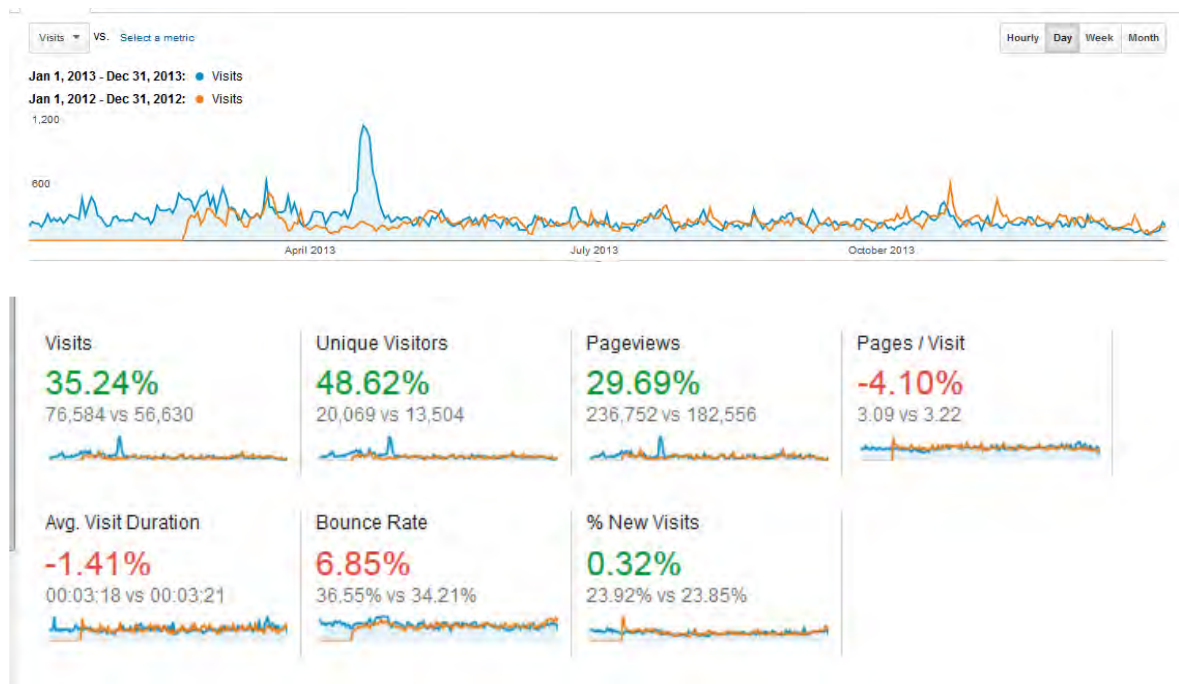 Visits VS. Select a metric Hourly Day Week Month
Jan 1, 2013 - Dec 31, 2013: Visits
Jan 1, 2012 - Dec 31, 2012: Visits
1,200
600
April 2013 July 2013 October 2013
Visits Unique Visitors Pageviews Pages / Visit
35.24% 48.62% 29.69% -4.10%
76,584 vs 56,630 20,069 vs 13,504 236,752 vs 182,556 3.09 vs 3.22
Avg. Visit Duration Bounce Rate % New Visits
-1.41% 6.85% 0.32%
00:03:18 vs 00:03:21 36.55% vs 34.21% 23.92% vs 23.85%